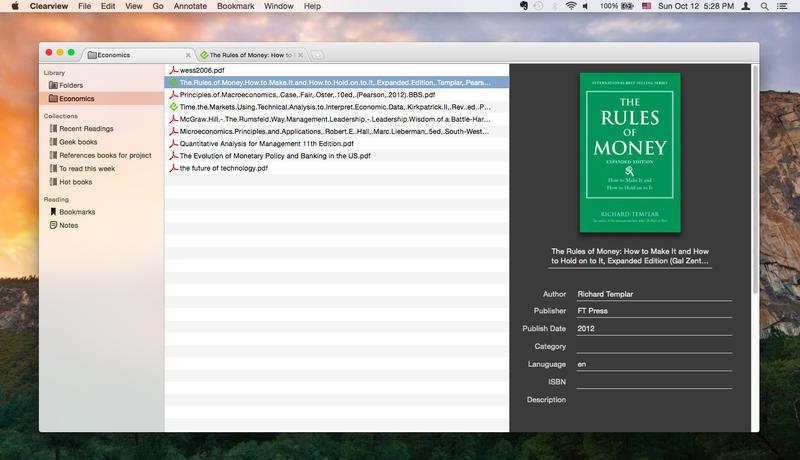 Clearview File Edit View Go Annotate Bookmark Window Help 100% Sun Oct 12 5:28 PM
Economics
The Rules of Money: How to
Library
Folders
Economics
Collections
Recent Readings
Geek books
References books for project
To read this week
Hot books
Reading
Bookmarks
Notes
wess2006.pdf
The.Rules.of.Money.How.to.Make.It.and.How.to.Hold.on.to.It,.Expanded.Edition,.Templar,.Pears...
Principles.of.Macroeconomics,.Case,.Fair,.Oster,.10ed,.(Pearson,.2012).BBS.pdf
Time.the.Markets.Using.Technical.Analysis.to.Interpret.Economic.Data,.Kirkpatrick.II,.Rev..ed..P...
McGraw.Hill.-.The.Rumsfeld.Way.Management.Leadership.-.Leadership.Wisdom.of.a.Battle-Har...
Microeconomics.Principles.and.Applications,.Robert.E..Hall,.Marc.Lieberman,.5ed,.South-West...
Quantitative Analysis for Management 11th Edition.pdf
The Evolution of Monetary Policy and Banking in the US.pdf
the future of technology.pdf
INTERNATIONAL BEST-SELLING SERIES
THE
RULES
OF
MONEY
EXPANDED EDITION
How to Make It and
How to Hold on to It
RICHARD TEMPLAR
The Rules of Money: How to Make It and How
to Hold on to It, Expanded Edition (Gal Zent...
Author Richard Templar
Publisher FT Press
Publish Date 2012
Category
Lanuguage en
ISBN
Description